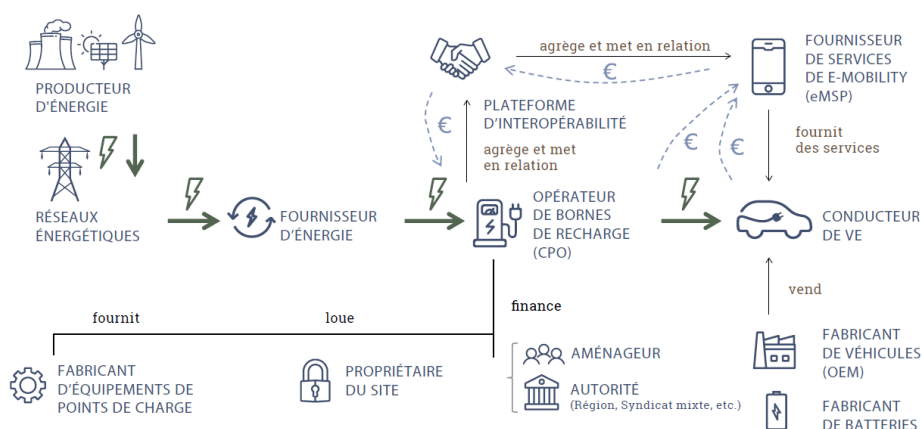 PRODUCTEUR
D'ÉNERGIE
RÉSEAUX
ÉNERGÉTIQUES
FOURNISSEUR
D'ÉNERGIE
agrège et met en relation
€
€
PLATEFORME
D'INTEROPÉRABILITÉ
agrège et met
en relation
OPÉRATEUR
DE BORNES
DE RECHARGE
(CPO)
€
€
FOURNISSEUR
DE SERVICES
DE E-MOBILITY
(eMSP)
fournit
des services
CONDUCTEUR
DE VE
vend
FABRICANT
DE VÉHICULES
(OEM)
FABRICANT
DE BATTERIES
fournit
loue
finance
FABRICANT
D'ÉQUIPEMENTS DE
POINTS DE CHARGE
PROPRIÉTAIRE
DU SITE
AMÉNAGEUR
AUTORITÉ
(Région, Syndicat mixte, etc.)